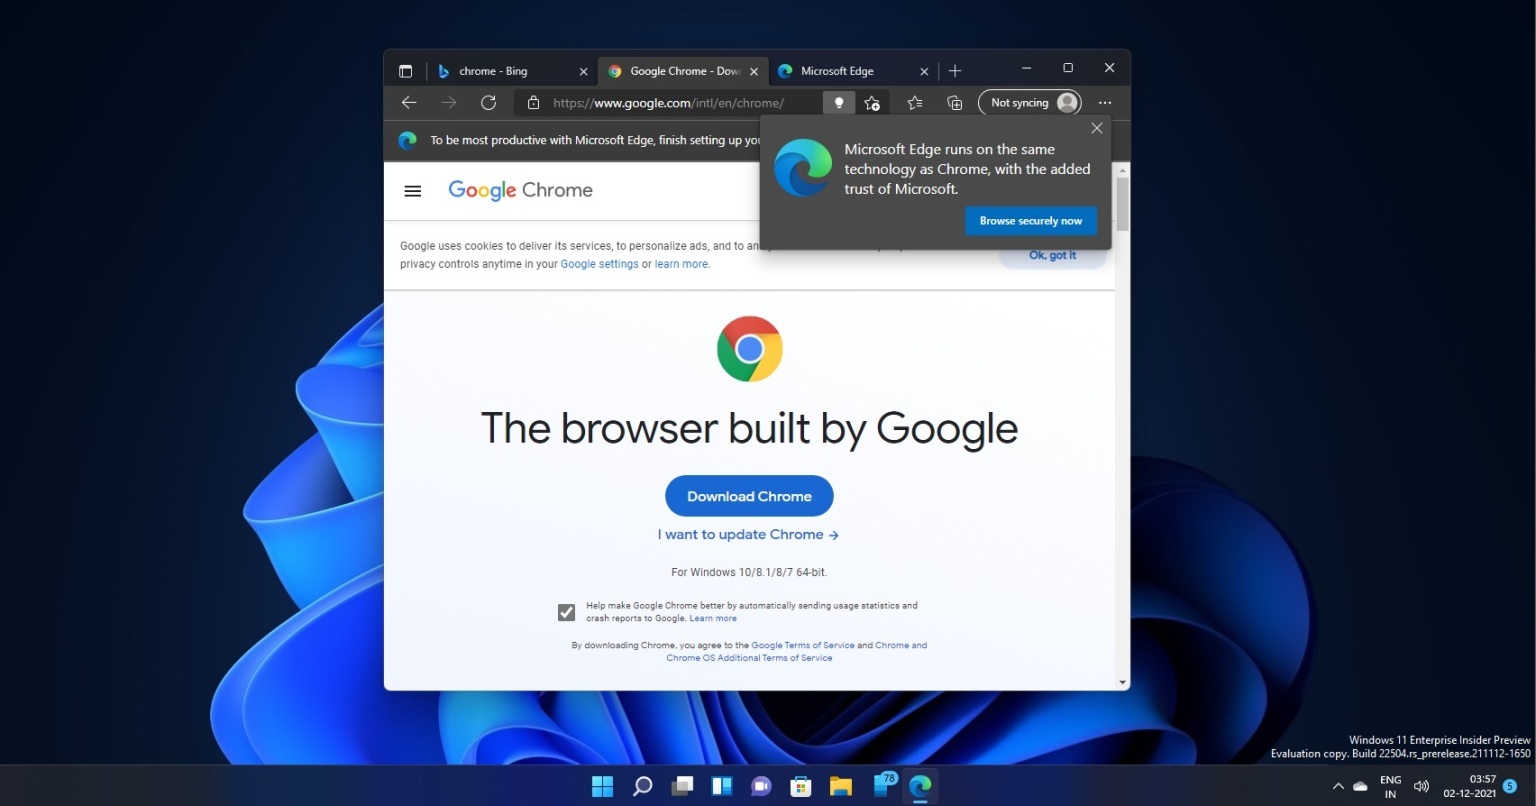 chrome - Bing
Google Chrome - Dow
Microsoft Edge
https://www.google.com/intl/en/chrome/
Not syncing
To be most productive with Microsoft Edge, finish setting up
Microsoft Edge runs on the same
technology as Chrome, with the added
trust of Microsoft.
Browse securely now
Google Chrome
Google uses cookies to deliver its services, to personalize ads, and to
privacy controls anytime in your Google settings or learn more.
Ok, got it
The browser built by Google
Download Chrome
I want to update Chrome →
For Windows 10/8.1/8/7 64-bit.
Help make Google Chrome better by automatically sending usage statistics and
crash reports to Google. Learn more
By downloading Chrome, you agree to the Google Terms of Service and Chrome and
Chrome OS Additional Terms of Service
Windows 11 Enterprise Insider Preview
Evaluation copy. Build 22504.rs_prerelease.211112-1650
78
ENG
IN
03:57
02-12-2021
5